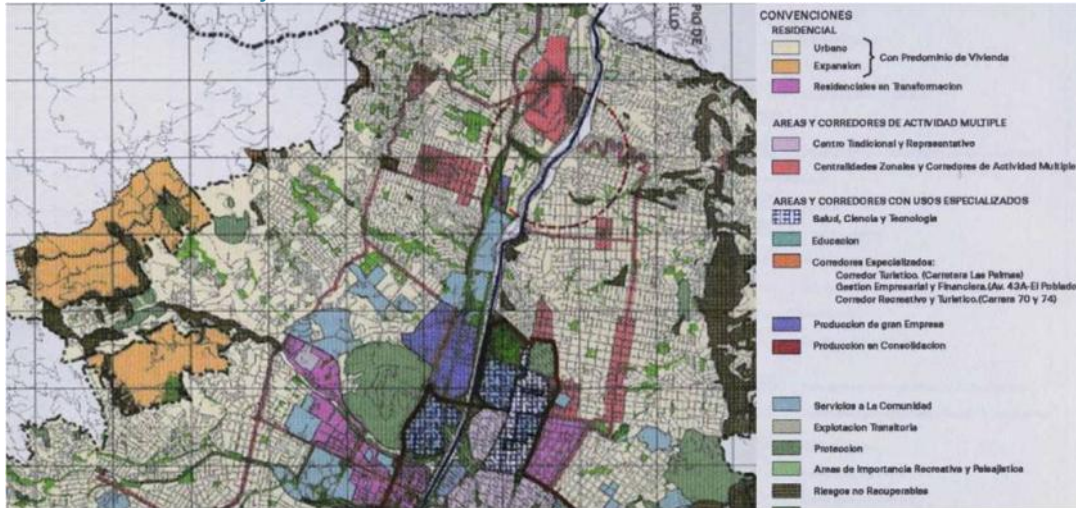 PIO DE
LLO
CONVENCIONES
RESIDENCIAL
Urbano
Expansion
Con Predominio de Vivienda
Residenciales en Transformacion
AREAS Y CORREDORES DE ACTIVIDAD MULTIPLE
Centro Tradicional y Representativo
Centralidades Zonales y Corredores de Actividad Multiple
AREAS Y CORREDORES CON USOS ESPECIALIZADOS
Salud, Ciencia y Tecnologia
Educacion
Corredores Especializados:
Corredor Turistico. (Carretera Las Palmas)
Gestion Empresarial y Financiera.(Av. 43A-El Poblado
Corredor Recreativo y Turistico.(Carrera 70 y 74)
Produccion de gran Empresa
Produccion en Consolidacion
Servicios a La Comunidad
Explotacion Transitoria
Proteccion
Areas de Importancia Recreativa y Paisajistica
Riesgos no Recuperables